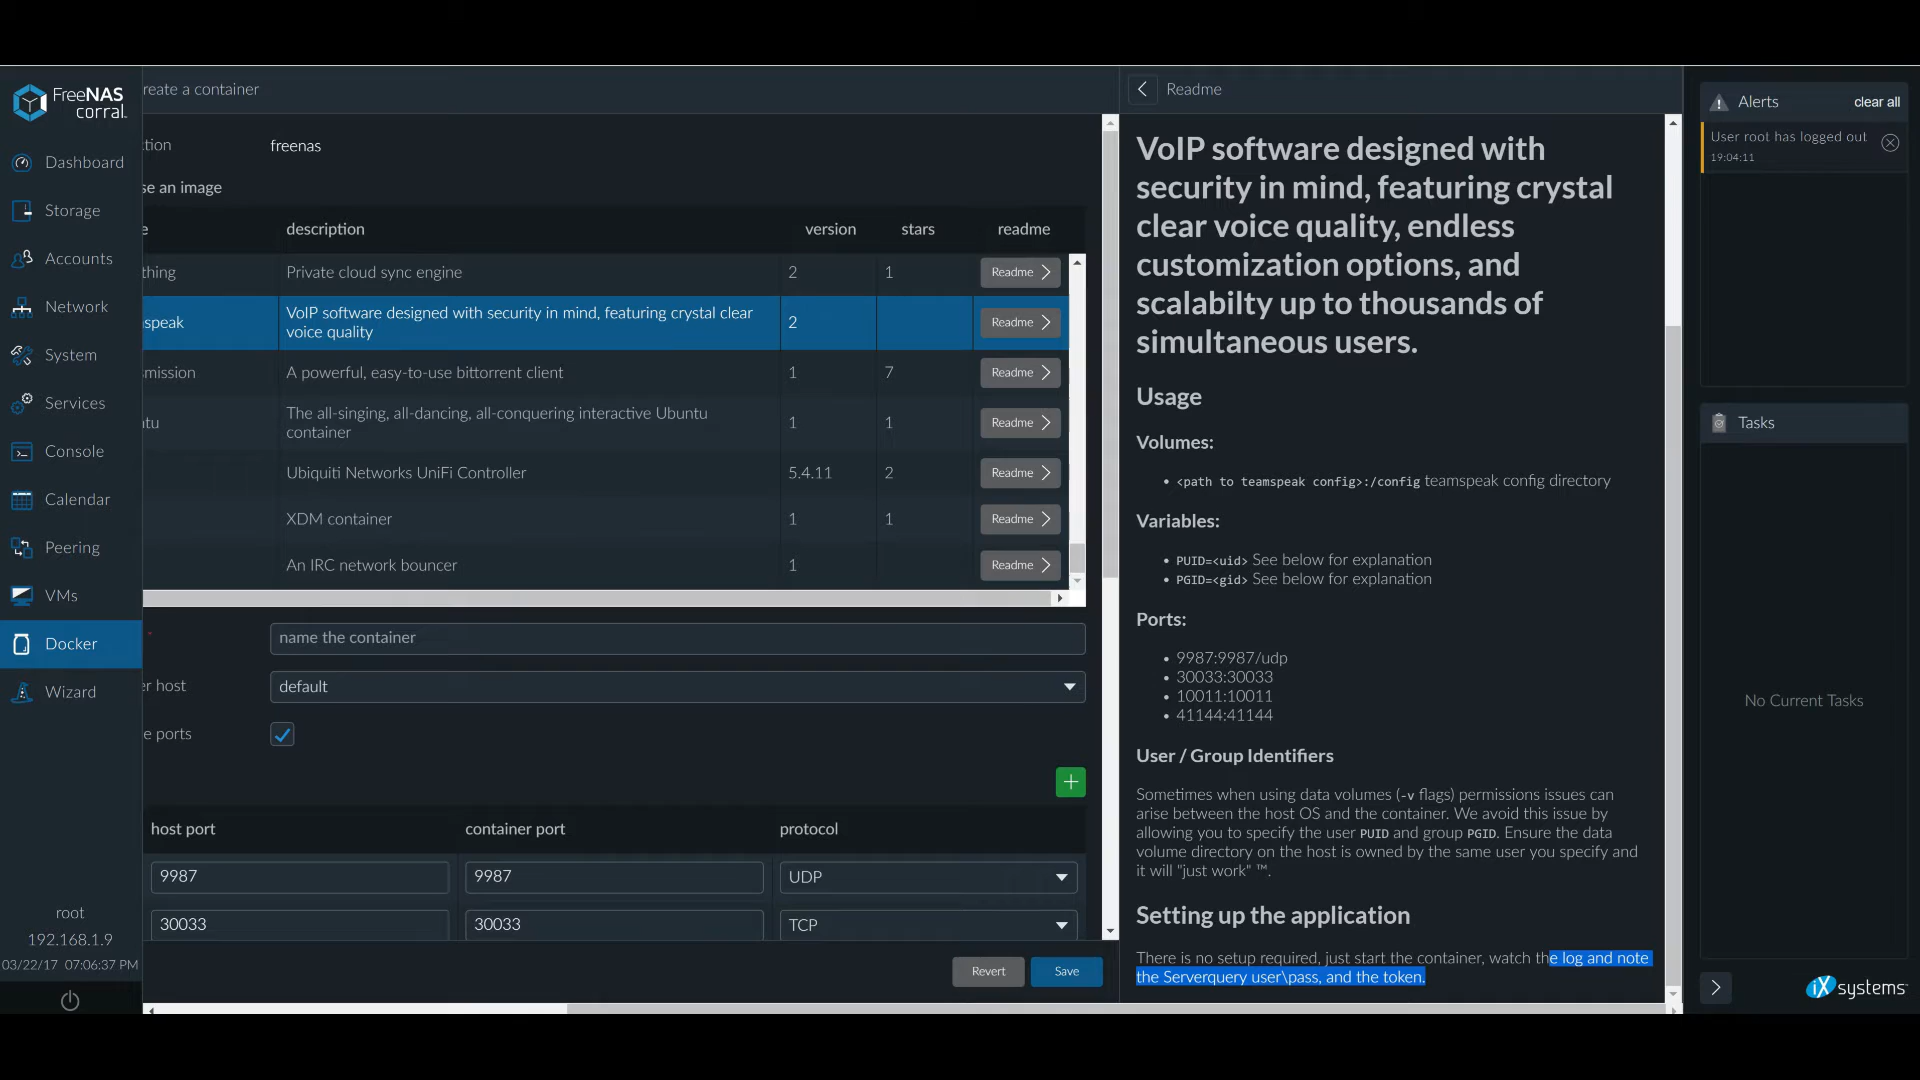 FreeNAS
corral
Dashboard
Storage
Accounts
Network
System
Services
Console
Calendar
Peering
VMs
Docker
Wizard
root
192.168.1.9
03/22/17 07:06:37 PM
reate a container
tion
freenas
se an image
e
description
version
stars
readme
thing
Private cloud sync engine
2
1
Readme
speak
VoIP software designed with security in mind, featuring crystal clear
voice quality
2
Readme
mission
A powerful, easy-to-use bittorrent client
1
7
Readme
tu
The all-singing, all-dancing, all-conquering interactive Ubuntu
container
1
1
Readme
Ubiquiti Networks UniFi Controller
5.4.11
2
Readme
XDM container
1
1
Readme
An IRC network bouncer
1
Readme
name the container
er host
default
e ports
host port
container port
protocol
9987
9987
UDP
30033
30033
TCP
Revert
Save
Readme
VoIP software designed with
security in mind, featuring crystal
clear voice quality, endless
customization options, and
scalabilty up to thousands of
simultaneous users.
Usage
Volumes:
• <path to teamspeak config>:/config teamspeak config directory
Variables:
• PUID=<uid> See below for explanation
• PGID=<gid> See below for explanation
Ports:
• 9987:9987/udp
• 30033:30033
• 10011:10011
• 41144:41144
User / Group Identifiers
Sometimes when using data volumes (-v flags) permissions issues can
arise between the host OS and the container. We avoid this issue by
allowing you to specify the user PUID and group PGID. Ensure the data
volume directory on the host is owned by the same user you specify and
it will "just work" ™.
Setting up the application
There is no setup required, just start the container, watch the log and note
the Serverquery user\pass, and the token.
Alerts
clear all
User root has logged out
19:04:11
Tasks
No Current Tasks
iXsystems